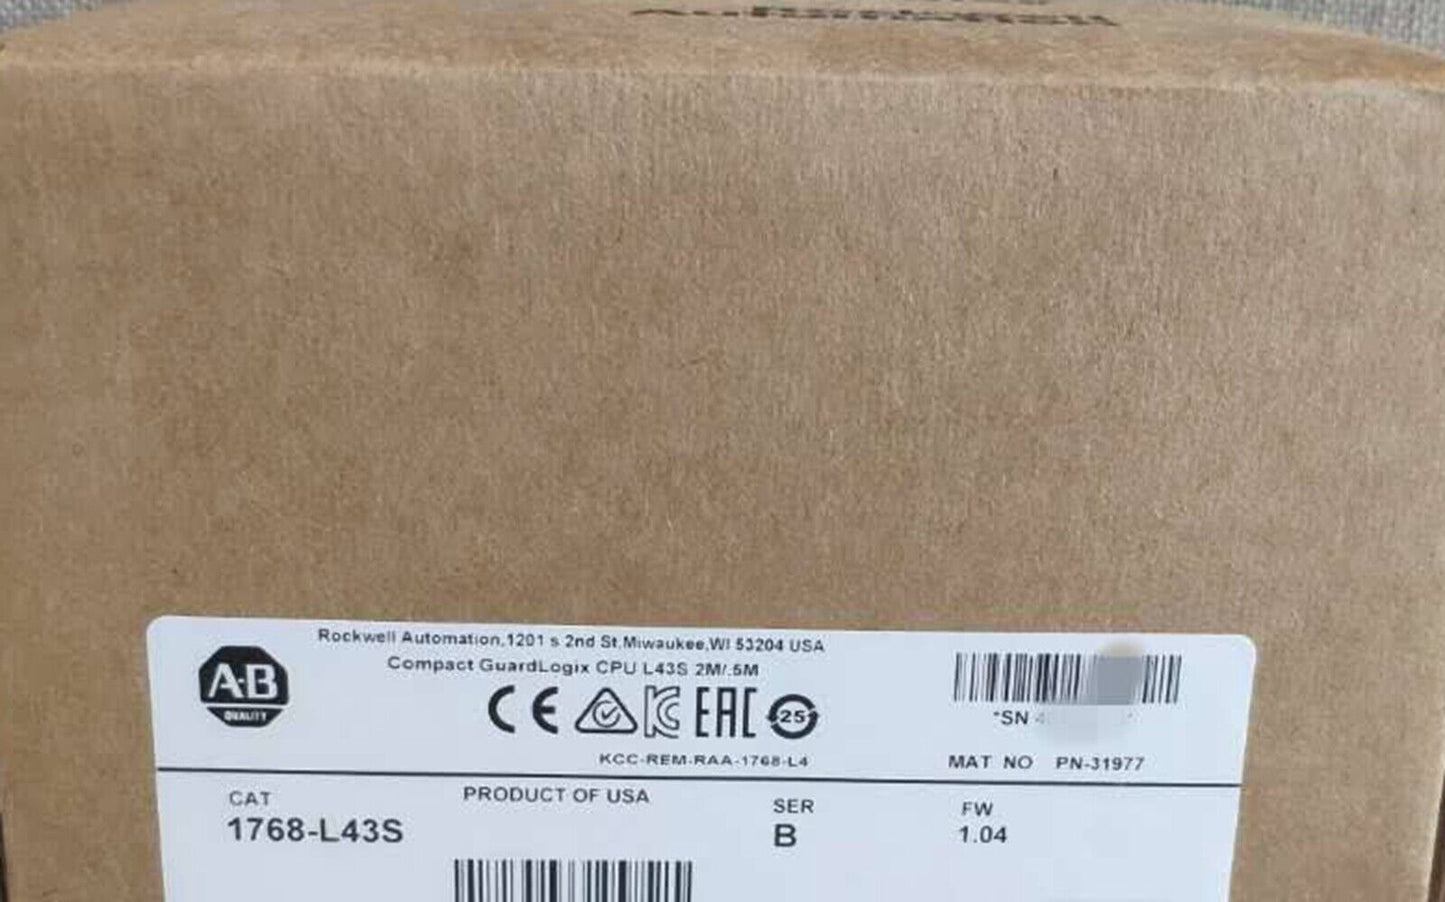 Automation
Rockwell Automation.1201 s 2nd St.Miwaukee,WI 53204 USA
Compact GuardLogix CPU L43S 2M/.5M
A-B
QUALITY
CE EAC 25
*SN 4
KCC-REM-RAA-1768-L4
MAT NO PN-31977
CAT
PRODUCT OF USA
SER
FW
1768-L43S
B
1.04